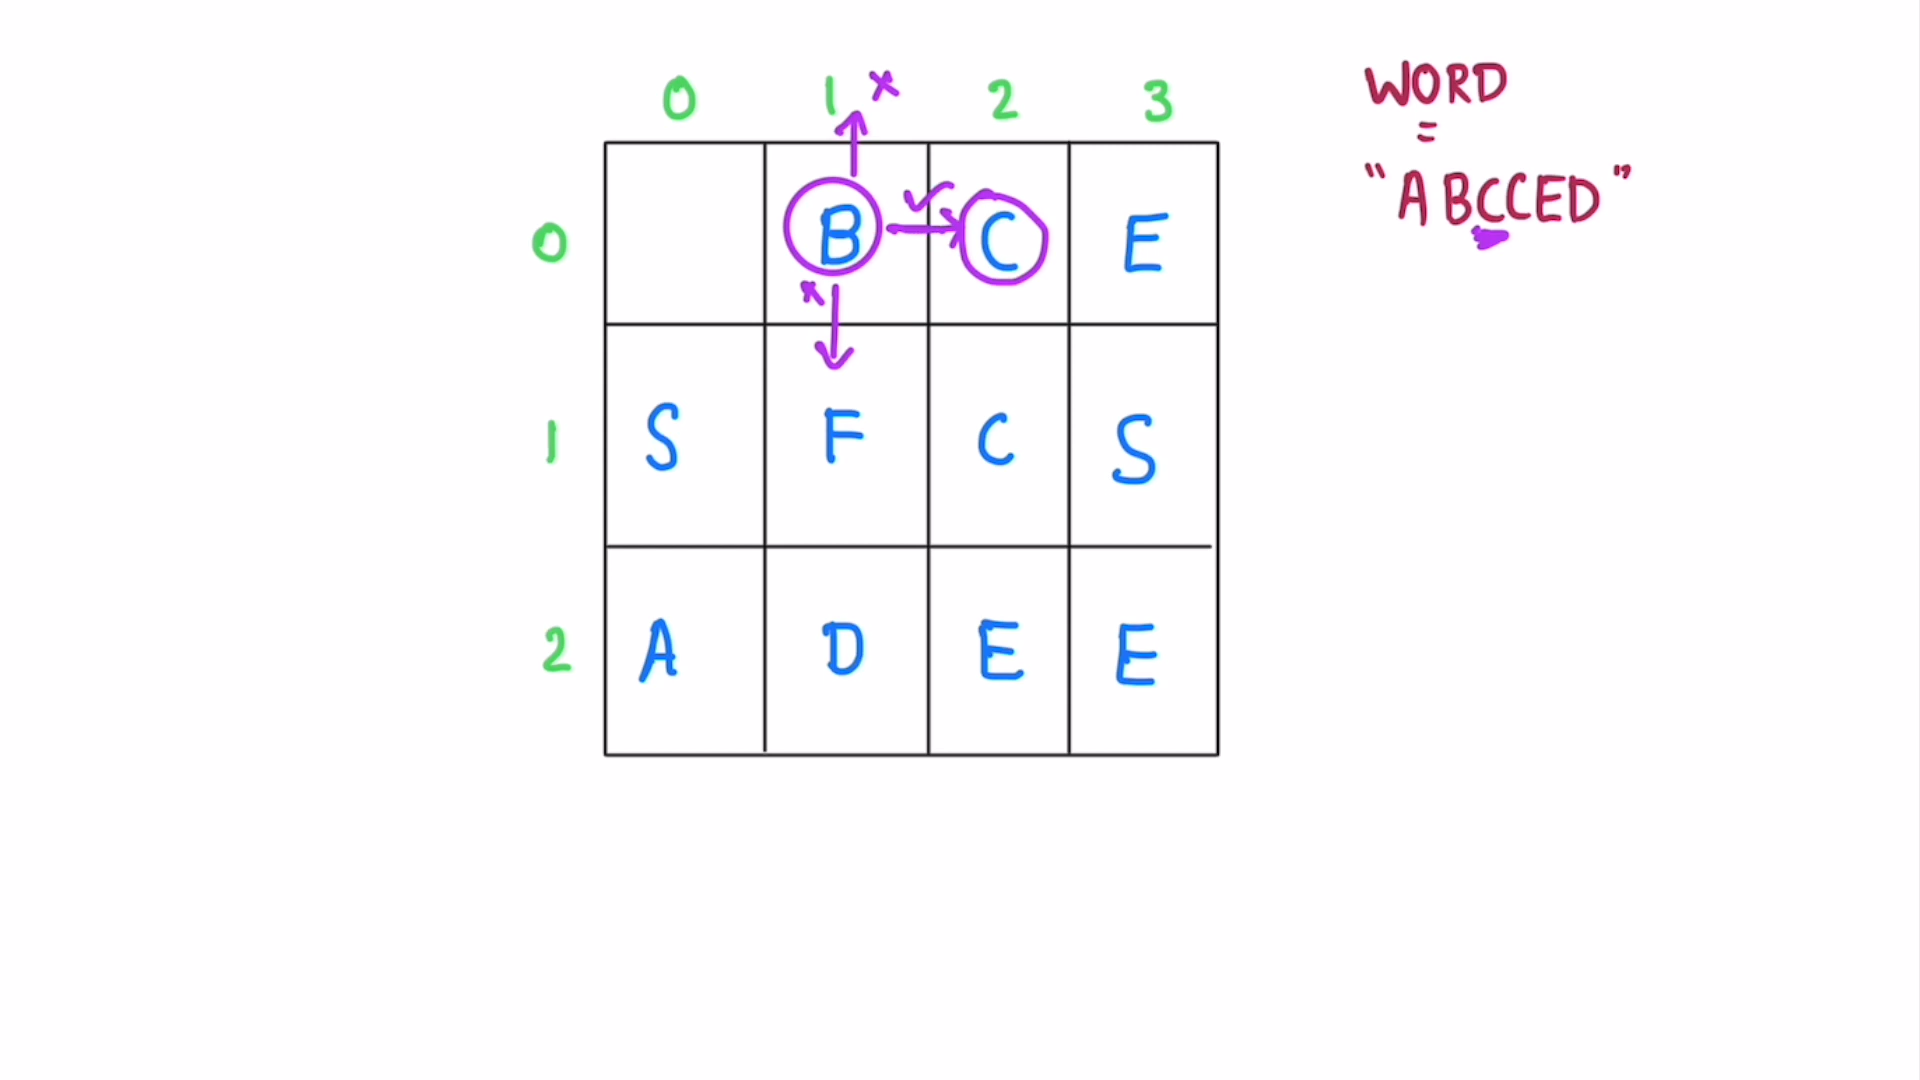 0 1 2 3
WORD
=
"ABCCED"
0 B C E
1 S F C S
2 A D E E